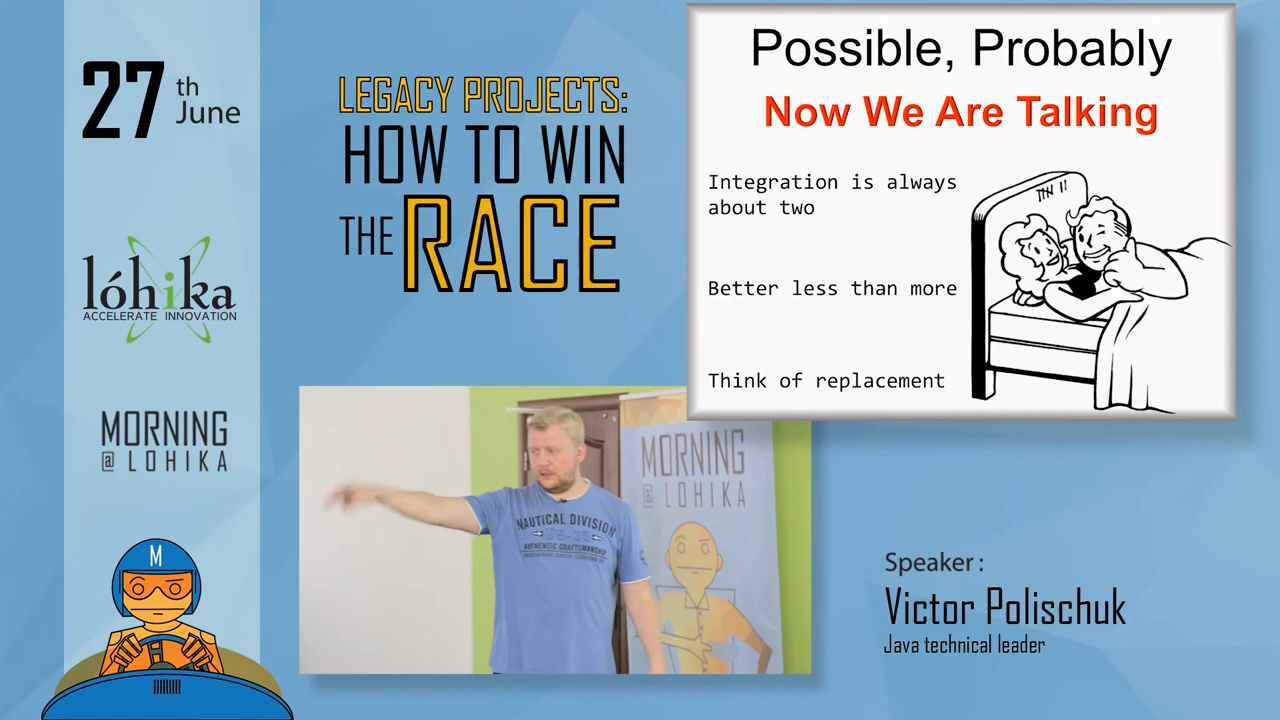 27
th
June
lóhika
ACCELERATE INNOVATION
MORNING
@ LOHIKA
M
LEGACY PROJECTS:
HOW TO WIN
THE RACE
Possible, Probably
Now We Are Talking
Integration is always
about two
Better less than more
Think of replacement
MORNING
@ LOHIKA
NAUTICAL DIVISION
AUTHENTIC CRAFTSMANSHIP
Speaker :
Victor Polischuk
Java technical leader